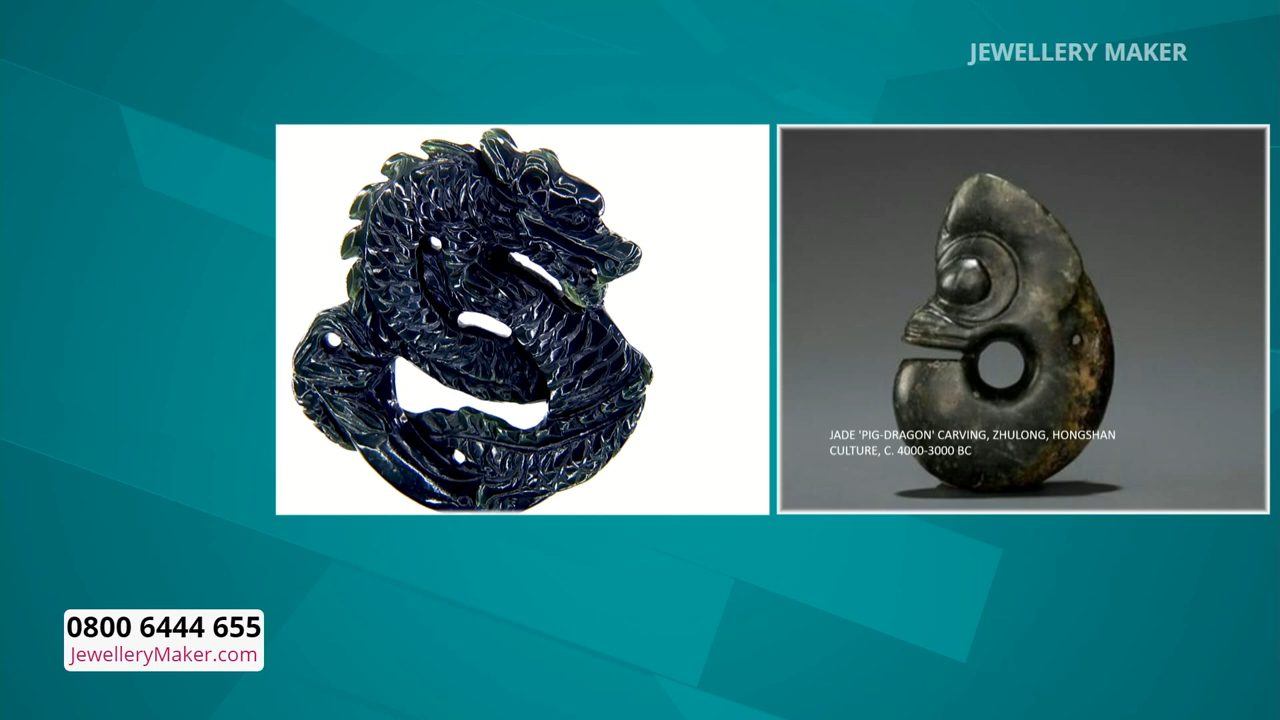 JEWELLERY MAKER
JADE 'PIG-DRAGON' CARVING, ZHULONG, HONGSHAN
CULTURE, C. 4000-3000 BC
0800 6444 655
JewelleryMaker.com